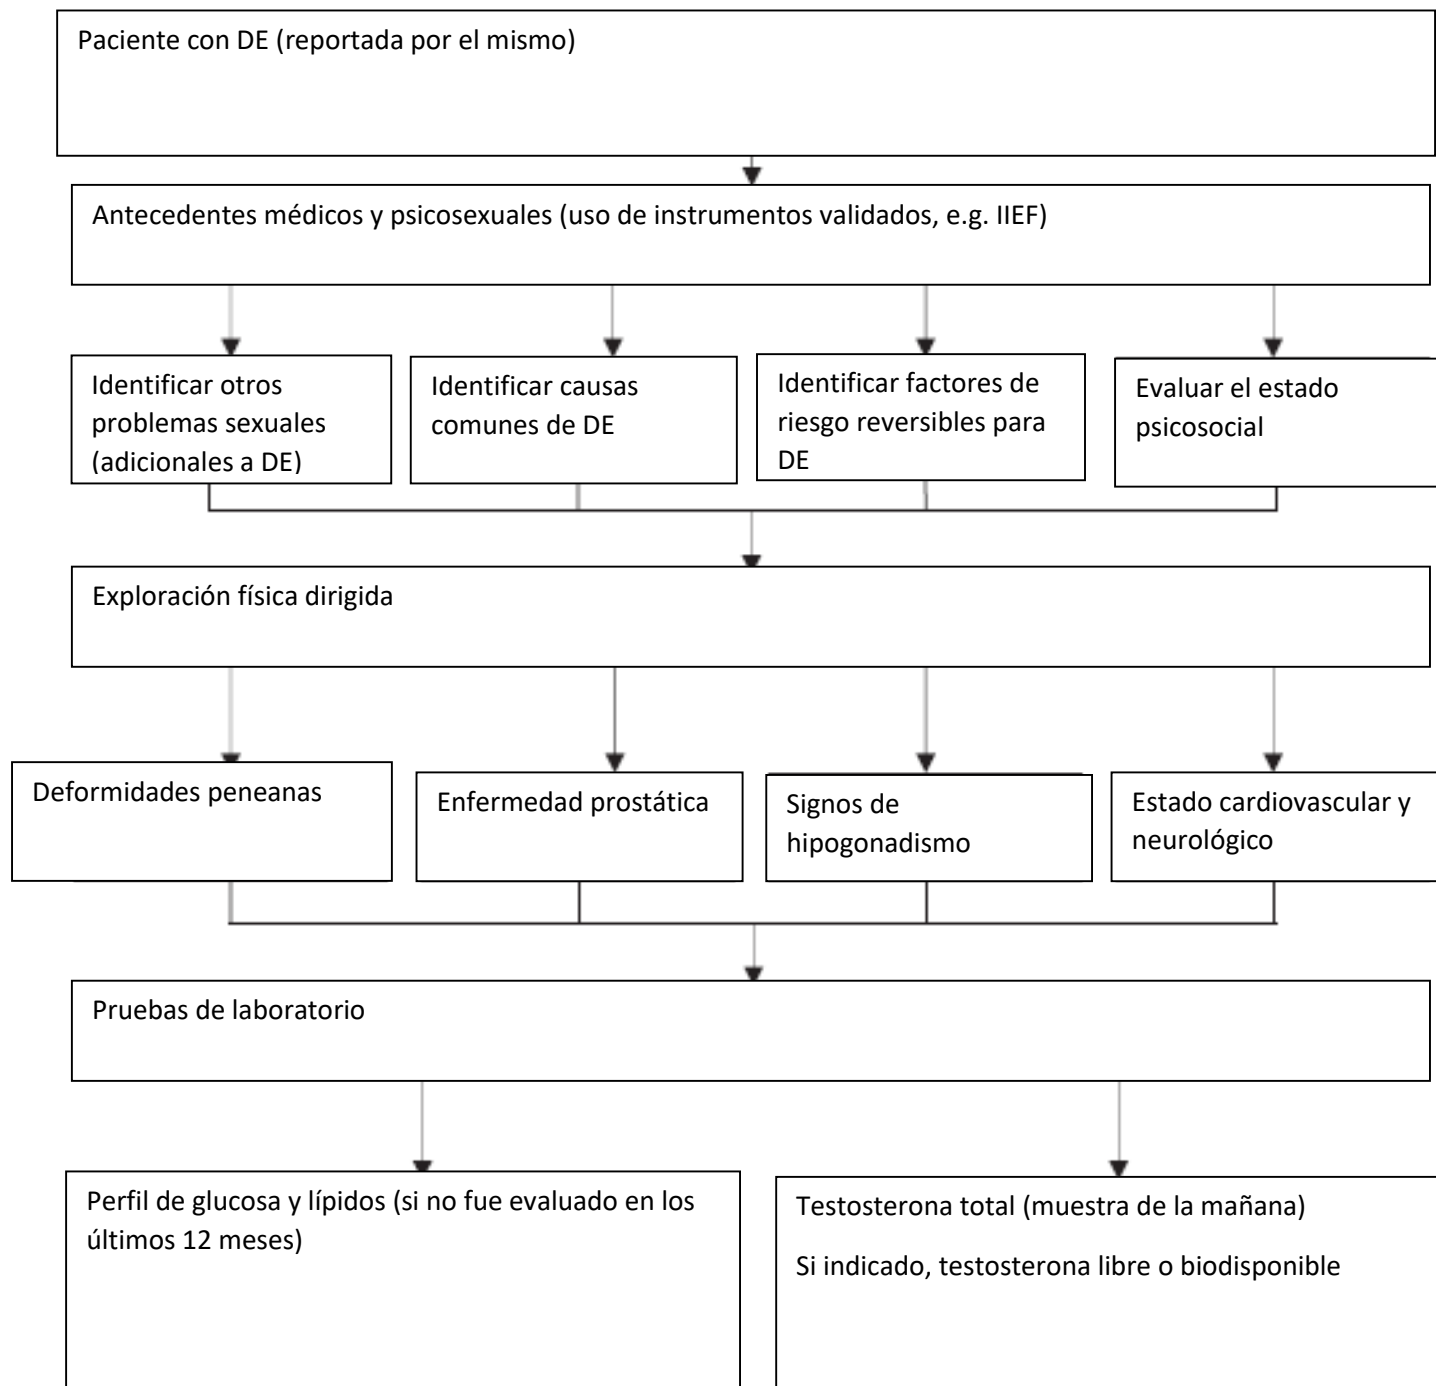 Paciente con DE (reportada por el mismo)
Antecedentes médicos y psicosexuales (uso de instrumentos validados, e.g. IIEF)
Identificar otros
problemas sexuales
(adicionales a DE)
Identificar causas
comunes de DE
Identificar factores de
riesgo reversibles para
DE
Evaluar el estado
psicosocial
Exploración física dirigida
Deformidades peneanas
Enfermedad prostática
Signos de
hipogonadismo
Estado cardiovascular y
neurológico
Pruebas de laboratorio
Perfil de glucosa y lípidos (si no fue evaluado en los
últimos 12 meses)
Testosterona total (muestra de la mañana)
Si indicado, testosterona libre o biodisponible